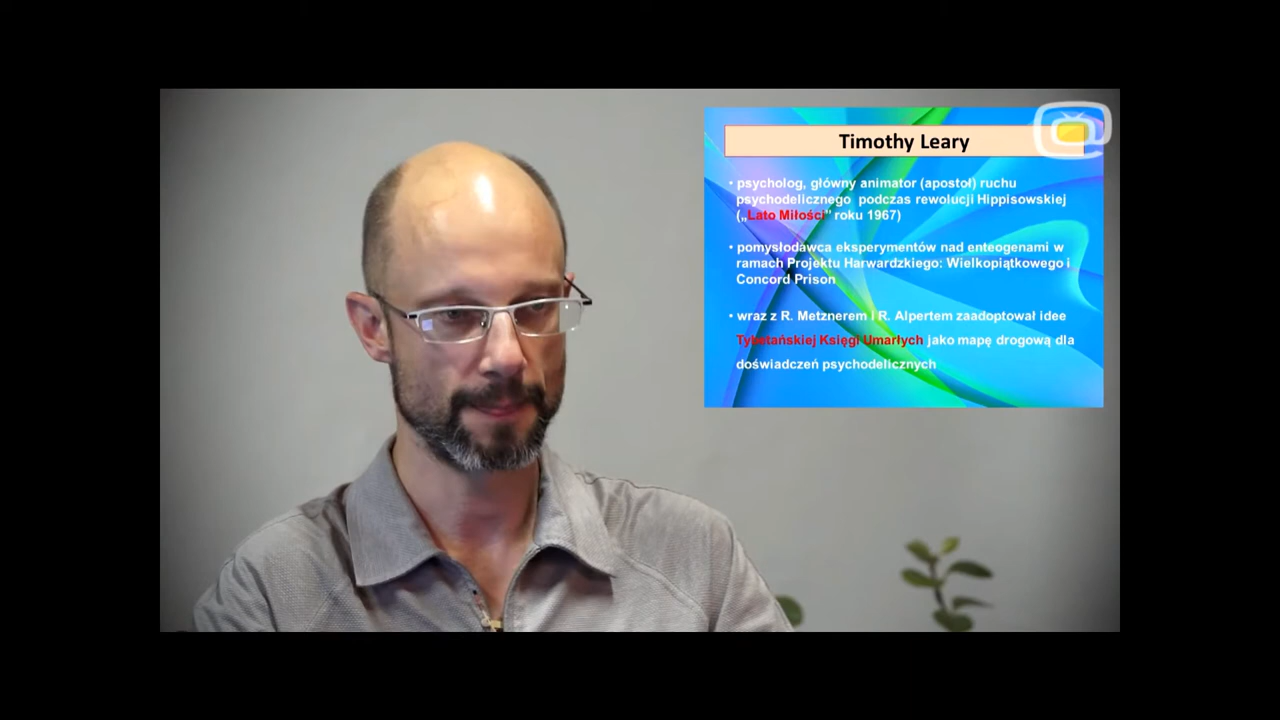 Timothy Leary
• psycholog, główny animator (apostoł) ruchu
psychodelicznego podczas rewolucji Hippisowskiej
(„Lato Miłości” roku 1967)
• pomysłodawca eksperymentów nad enteogenami w
ramach Projektu Harwardzkiego: Wielkopiątkowego i
Concord Prison
• wraz z R. Metznerem i R. Alpertem zaadoptował idee
Tybetańskiej Księgi Umarłych jako mapę drogową dla
doświadczeń psychodelicznych